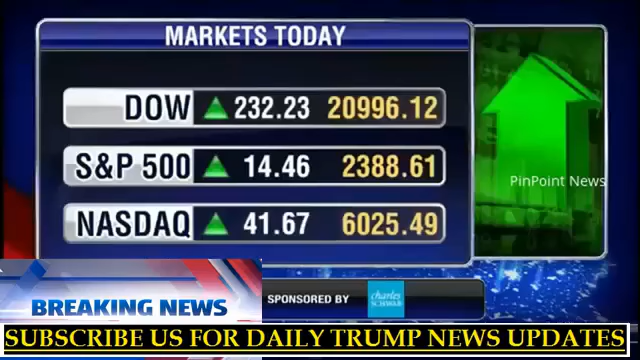 MARKETS TODAY
DOW 232.23 20996.12
S&P 500 14.46 2388.61
NASDAQ 41.67 6025.49
PinPoint News
SPONSORED BY charles SCHWAB
BREAKING NEWS
SUBSCRIBE US FOR DAILY TRUMP NEWS UPDATES